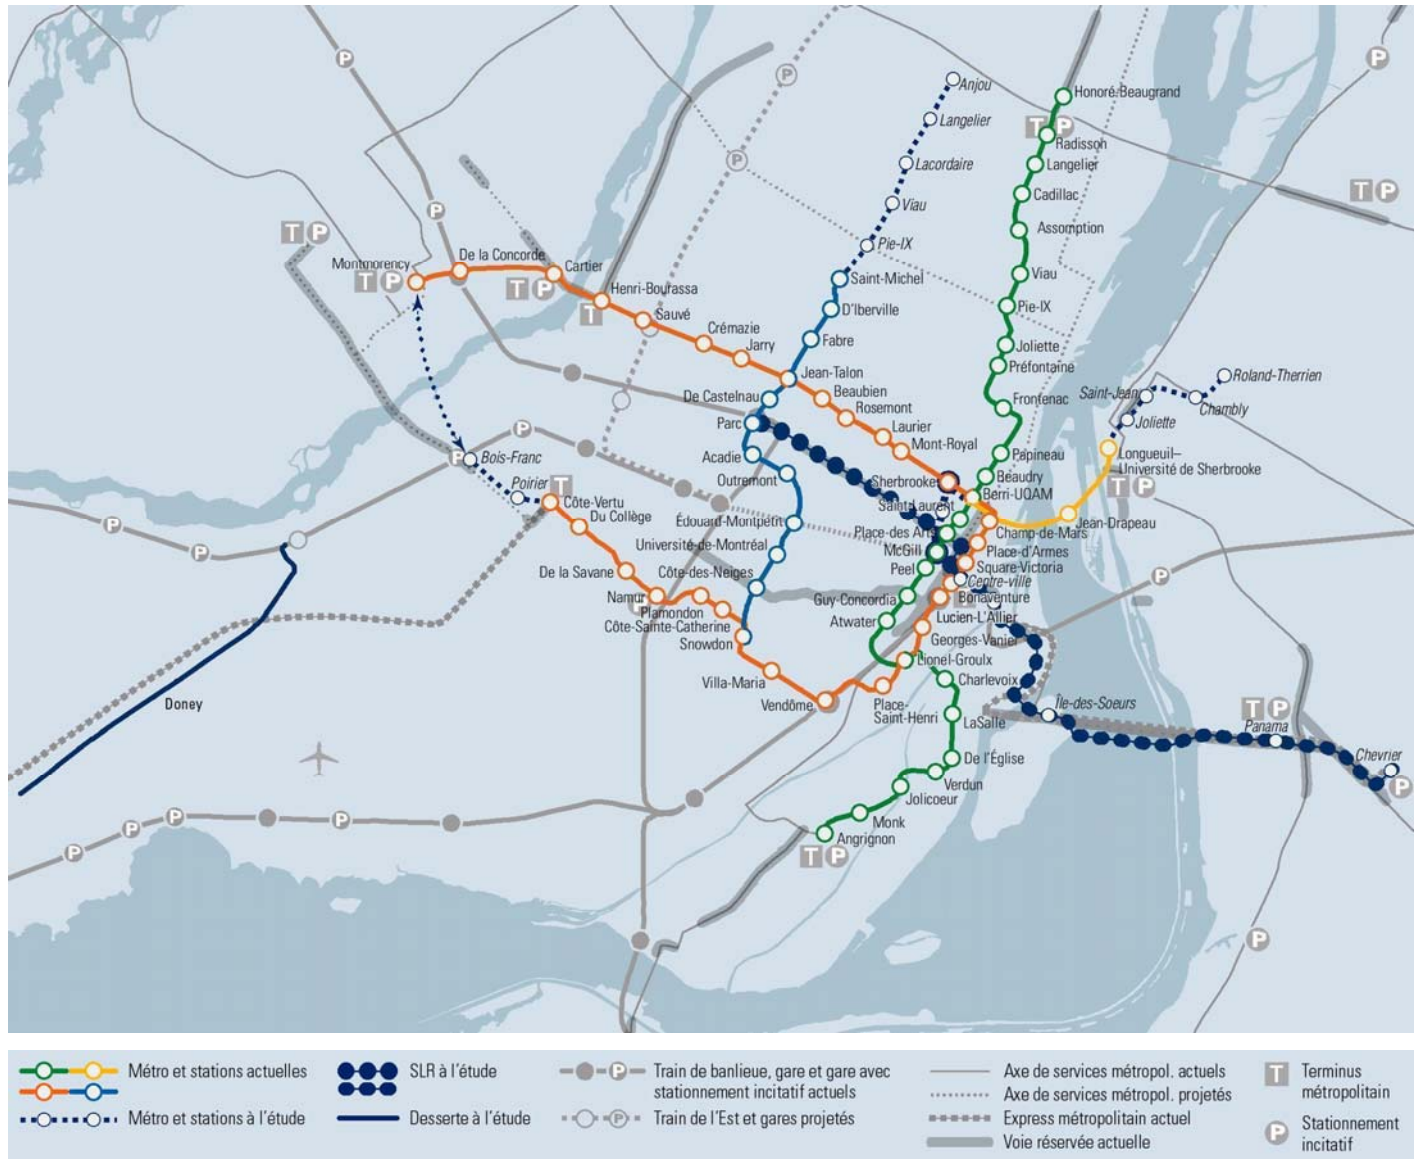 P
P
Anjou
Honoré-Beaugrand
P
Langelier
T P
Radisson
P
Lacordaire
Langelier
T P
Cadillac
Viau
P
Assomption
T P
Pie-IX
De la Concorde
Montmorency
Cartier
Saint-Michel
Viau
T P
T P
Henri-Bourassa
D'Iberville
Pie-IX
T
Sauvé
Crémazie
Fabre
Joliette
Jarry
Préfontaine
Jean-Talon
Roland-Therrien
De Castelnau
Beaubien
Frontenac
Saint-Jean
Rosemont
Chambly
Parc
Laurier
Joliette
P
Mont-Royal
P
Bois-Franc
Acadie
Papineau
Longueuil–
Université de Sherbrooke
Outremont
Sherbrooke
Beaudry
Poirier
T
Berri-UQAM
T P
Côte-Vertu
Saint-Laurent
Du Collège
Édouard-Montpetit
Jean-Drapeau
P
Place-des Arts
Champ-de-Mars
Université-de-Montréal
McGill
Place-d'Armes
P
Peel
Square-Victoria
De la Savane
Côte-des-Neiges
Centre-ville
P
Namur
Guy-Concordia
Bonaventure
P
Plamondon
Atwater
Lucien-L'Allier
Côte-Sainte-Catherine
Georges-Vanier
Snowdon
Lionel-Groulx
Villa-Maria
Charlevoix
Doney
Vendôme
Place-
Saint-Henri
Île-des-Soeurs
T P
LaSalle
Panama
De l'Église
Chevrier
Verdun
P
Jolicoeur
P
P
P
Monk
Angrignon
P
T P
P
Métro et stations actuelles
SLR à l'étude
P
Train de banlieue, gare et gare avec
stationnement incitatif actuels
Axe de services métropol. actuels
T
Terminus
métropolitain
Axe de services métropol. projetés
Métro et stations à l'étude
Desserte à l'étude
P
Train de l'Est et gares projetés
Express métropolitain actuel
P
Stationnement
incitatif
Voie réservée actuelle